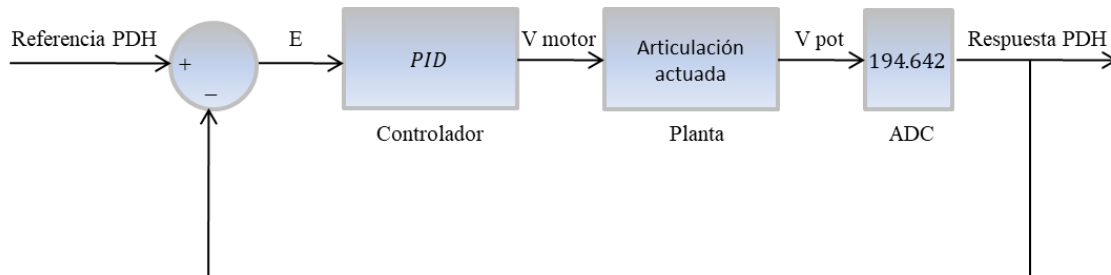 Referencia PDH
+
−
E
PID
Controlador
V motor
Articulación
actuada
Planta
V pot
194.642
ADC
Respuesta PDH